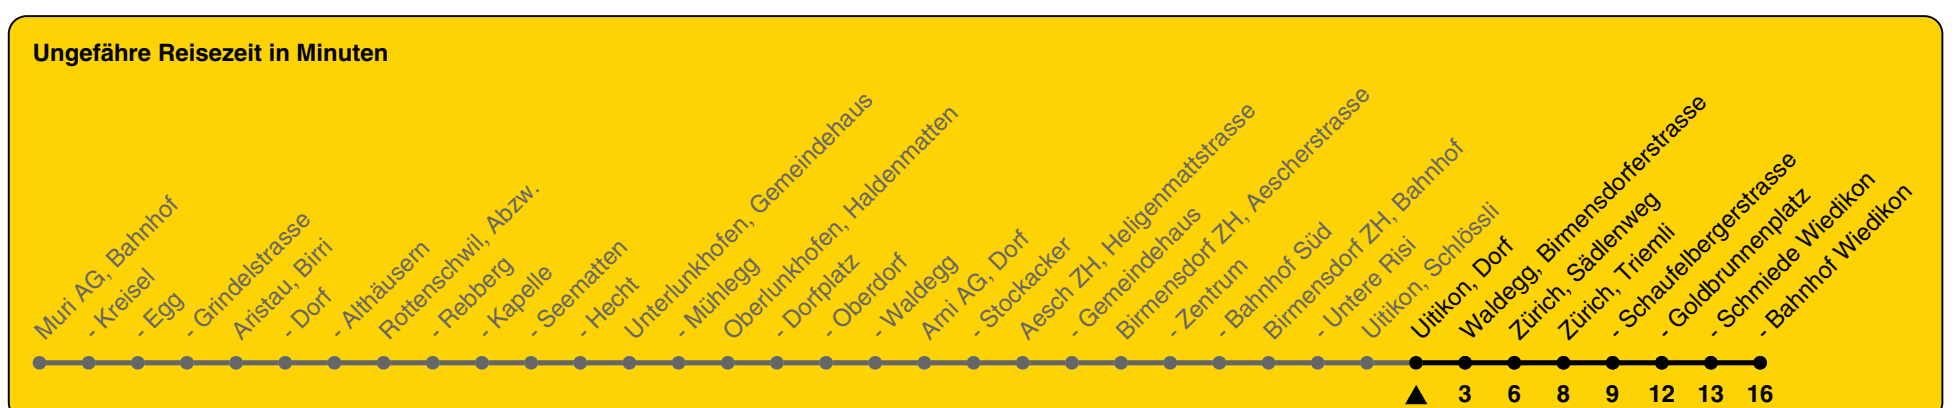 Ungefähre Reisezeit in Minuten
Muri AG, Bahnhof
- Kreisel
- Egg
- Grindelstrasse
Aristau, Birri
- Dorf
- Althäusern
Rottenschwil, Abzw.
- Rebberg
- Kapelle
- Seematten
- Hecht
Unterlunkhofen, Gemeindehaus
- Mühlegg
Oberlunkhofen, Haldenmatten
- Dorfplatz
- Oberdorf
- Waldegg
Arni AG, Dorf
- Stockacker
Aesch ZH, Heligenmattstrasse
- Gemeindehaus
Birmensdorf ZH, Aescherstrasse
- Zentrum
- Bahnhof Süd
Birmensdorf ZH, Bahnhof
- Untere Risi
Uitikon, Schlössli
Uitikon, Dorf
Waldegg, Birmensdorferstrasse
Zürich, Sädlenweg
Zürich, Triemli
- Schaufelbergerstrasse
- Goldbrunnenplatz
- Schmiede Wiedikon
- Bahnhof Wiedikon
3 6 8 9 12 13 16